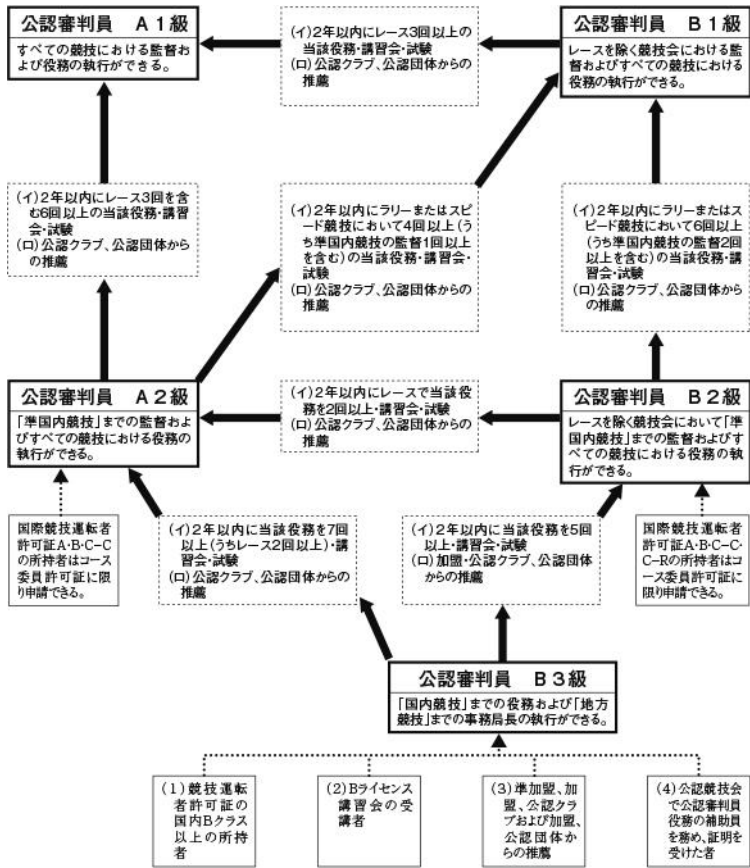 公認審判員 A1級
すべての競技における監督お
よび役務の執行ができる。
(イ)2年以内にレース3回以上の
当該役務・講習会・試験
(ロ)公認クラブ、公認団体からの
推薦
公認審判員 B1級
レースを除く競技会における監
督およびすべての競技における
役務の執行ができる。
(イ)2年以内にレース3回を含
む6回以上の当該役務・講習
会・試験
(ロ)公認クラブ、公認団体から
の推薦
(イ)2年以内にラリーまたはスピ
ード競技において4回以上(う
ち準国内競技の監督1回以上
を含む)の当該役務・講習会・
試験
(ロ)公認クラブ、公認団体からの
推薦
(イ)2年以内にラリーまたはス
ピード競技において6回以上
(うち準国内競技の監督2回
以上を含む)の当該役務・講
習会・試験
(ロ)公認クラブ、公認団体から
の推薦
公認審判員 A2級
「準国内競技」までの監督およ
びすべての競技における役務の
執行ができる。
(イ)2年以内にレースで当該役
務を2回以上・講習会・試験
(ロ)公認クラブ、公認団体からの
推薦
公認審判員 B2級
レースを除く競技会において「準
国内競技」までの監督およびす
べての競技における役務の執
行ができる。
国際競技運転者
許可証A・B・C-C
の所持者はコース
委員許可証に限
り申請できる。
(イ)2年以内に当該役務を7回
以上(うちレース2回以上)・講
習会・試験
(ロ)公認クラブ、公認団体からの
推薦
(イ)2年以内に当該役務を5回
以上・講習会・試験
(ロ)加盟・公認クラブ、公認団体
からの推薦
国際競技運転者
許可証A・B・C-C・
C-Rの所持者はコ
ース委員許可証に
限り申請できる。
公認審判員 B3級
「国内競技」までの役務および「地方
競技」までの事務局長の執行ができる。
(1)競技運転
者許可証の
国内Bクラス
以上の所持
者
(2)Bライセンス
講習会の受
講者
(3)準加盟、加
盟、公認クラ
ブおよび加盟、
公認団体か
らの推薦
(4)公認競技会
で公認審判員
役務の補助員
を務め、証明を
受けた者